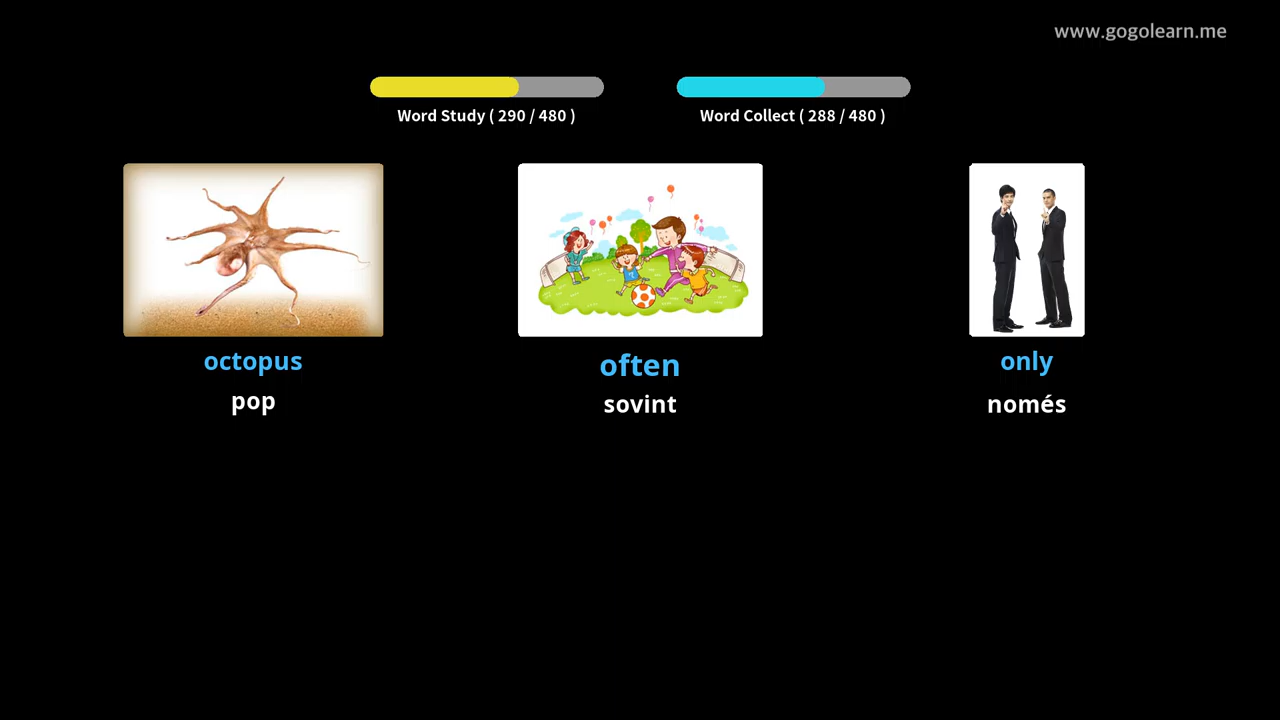 www.gogolearn.me
Word Study ( 290 / 480 )
Word Collect ( 288 / 480 )
octopus
pop
often
sovint
only
només